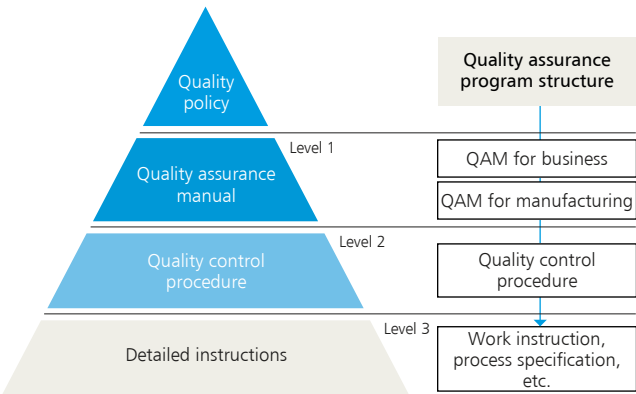 Quality
policy
Quality assurance
program structure
Level 1
Quality assurance
manual
QAM for business
QAM for manufacturing
Level 2
Quality control
procedure
Quality control
procedure
Level 3
Detailed instructions
Work instruction,
process specification,
etc.